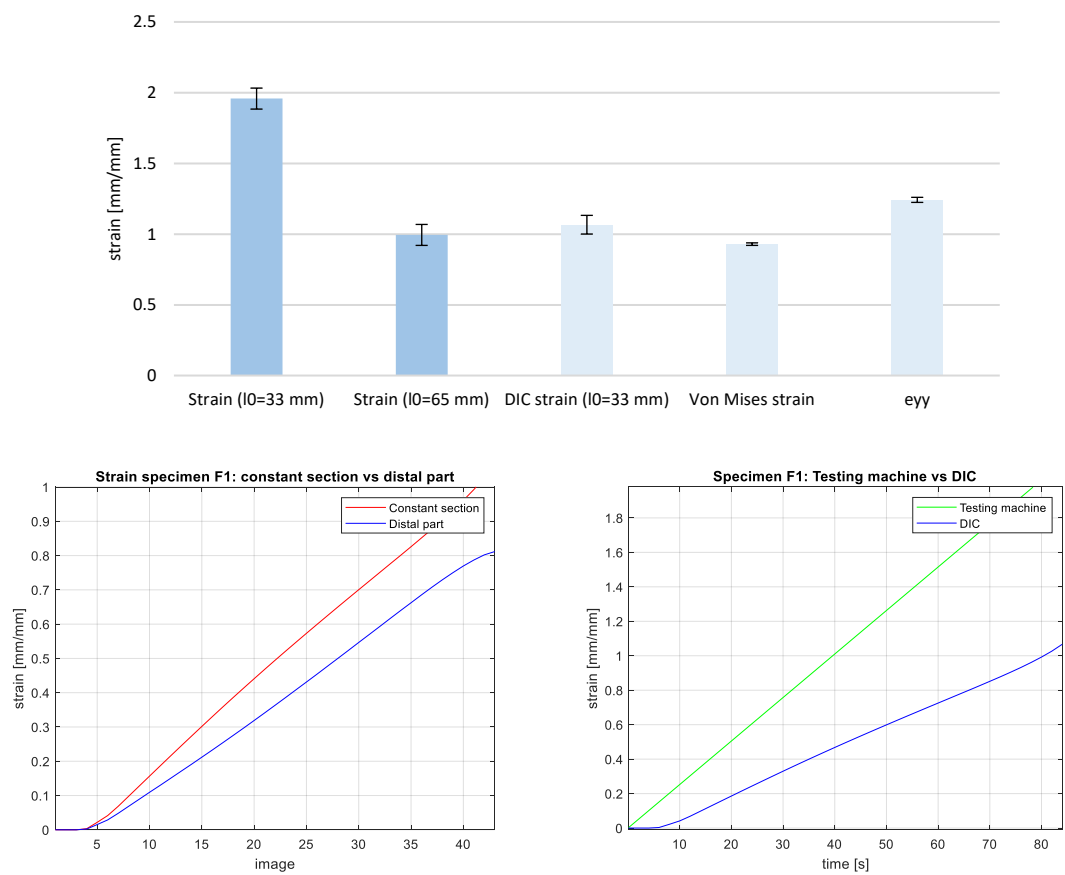 2.5
2
1.5
1
0.5
0
strain [mm/mm]
Strain (l0=33 mm) Strain (l0=65 mm) DIC strain (l0=33 mm) Von Mises strain eyy
Strain specimen F1: constant section vs distal part
1
0.9
0.8
0.7
0.6
0.5
0.4
0.3
0.2
0.1
0
strain [mm/mm]
Constant section
Distal part
5 10 15 20 25 30 35 40
image
Specimen F1: Testing machine vs DIC
1.8
1.6
1.4
1.2
1
0.8
0.6
0.4
0.2
0
strain [mm/mm]
Testing machine
DIC
10 20 30 40 50 60 70 80
time [s]